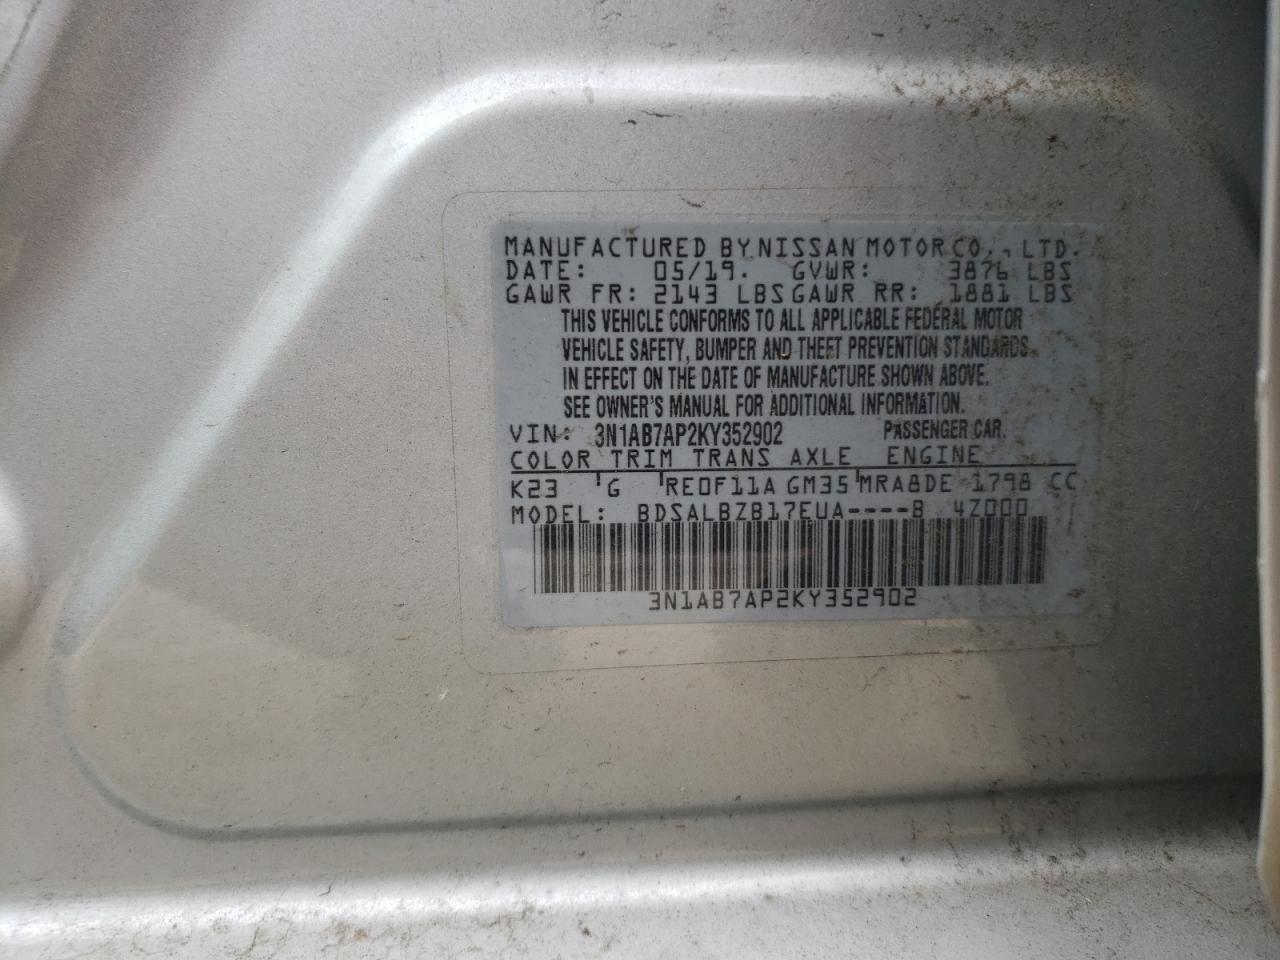 MANUFACTURED BY NISSAN MOTOR CO., LTD.
DATE: 05/19. GVWR: 3876 LBS
GAWR FR: 2143 LBS GAWR RR: 1881 LBS
THIS VEHICLE CONFORMS TO ALL APPLICABLE FEDERAL MOTOR
VEHICLE SAFETY, BUMPER AND THEFT PREVENTION STANDARDS
IN EFFECT ON THE DATE OF MANUFACTURE SHOWN ABOVE.
SEE OWNER'S MANUAL FOR ADDITIONAL INFORMATION.
VIN: 3N1AB7AP2KY352902 PASSENGER CAR.
COLOR TRIM TRANS AXLE ENGINE
K23 'G 'RE0F11A GM35 'MRA8DE 1798 CC
MODEL: BDSALBZB17EUA----B 4Z000
3N1AB7AP2KY352902